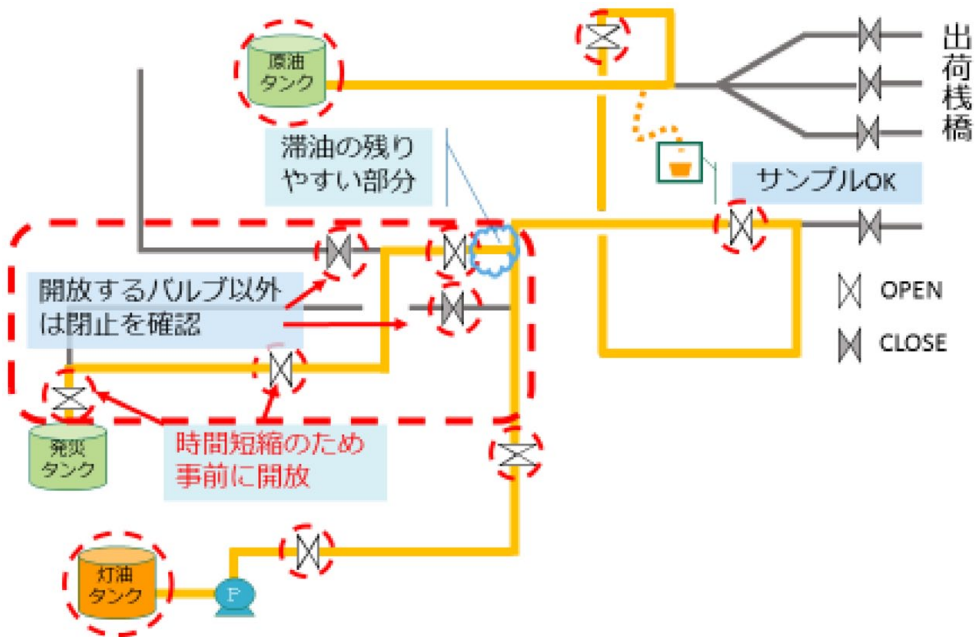 原油
タンク
出荷桟橋
滞油の残り
やすい部分
サンプルOK
開放するバルブ以外
は閉止を確認
OPEN
CLOSE
発災
タンク
時間短縮のため
事前に開放
灯油
タンク
P